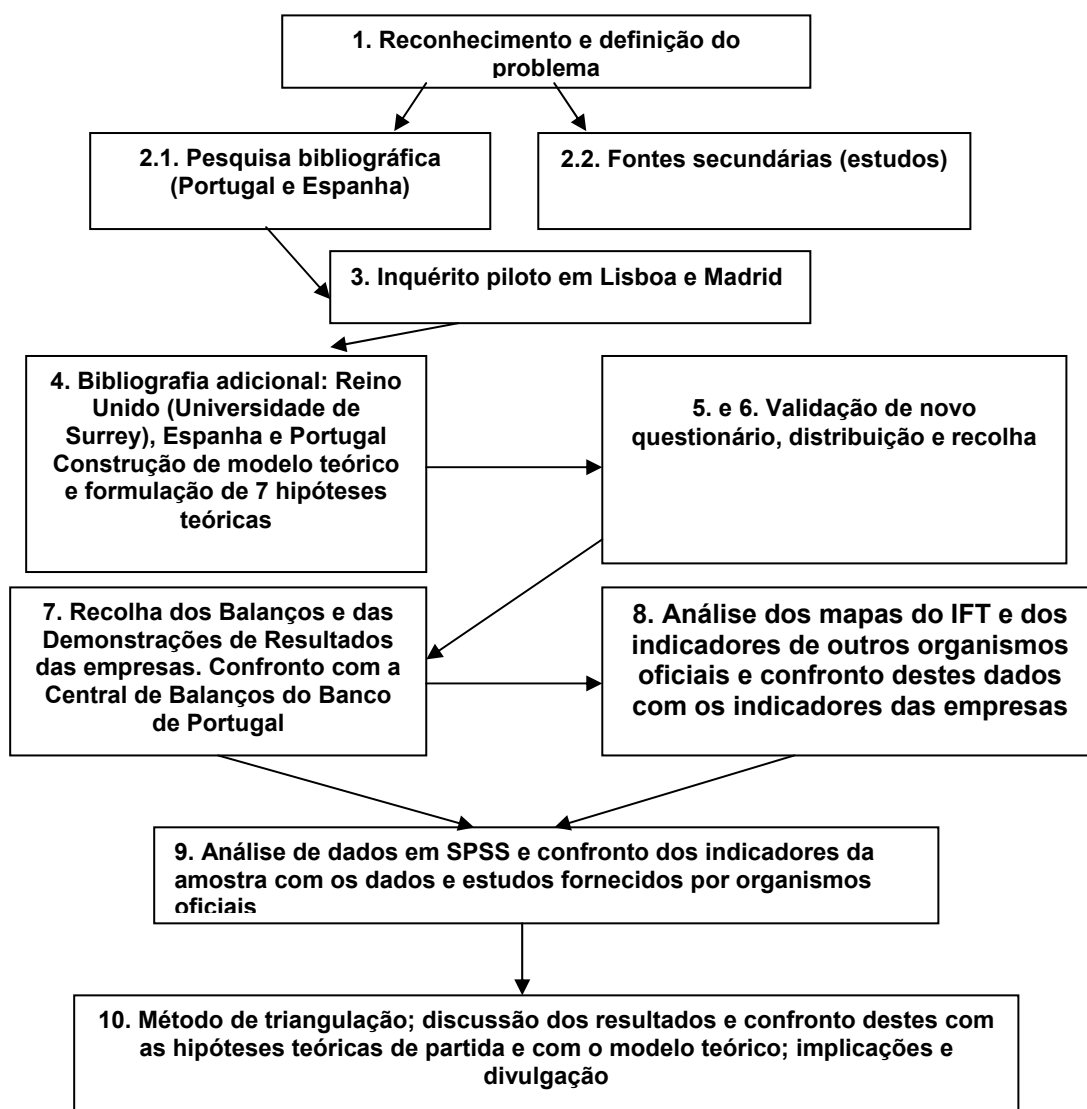 1. Reconhecimento e definição do
problema
2.1. Pesquisa bibliográfica
(Portugal e Espanha)
2.2. Fontes secundárias (estudos)
3. Inquérito piloto em Lisboa e Madrid
4. Bibliografia adicional: Reino
Unido (Universidade de
Surrey), Espanha e Portugal
Construção de modelo teórico
e formulação de 7 hipóteses
teóricas
5. e 6. Validação de novo
questionário, distribuição e recolha
7. Recolha dos Balanços e das
Demonstrações de Resultados
das empresas. Confronto com a
Central de Balanços do Banco
de Portugal
8. Análise dos mapas do IFT e dos
indicadores de outros organismos
oficiais e confronto destes dados
com os indicadores das empresas
9. Análise de dados em SPSS e confronto dos indicadores da
amostra com os dados e estudos fornecidos por organismos
oficiais
10. Método de triangulação; discussão dos resultados e confronto destes com
as hipóteses teóricas de partida e com o modelo teórico; implicações e
divulgação